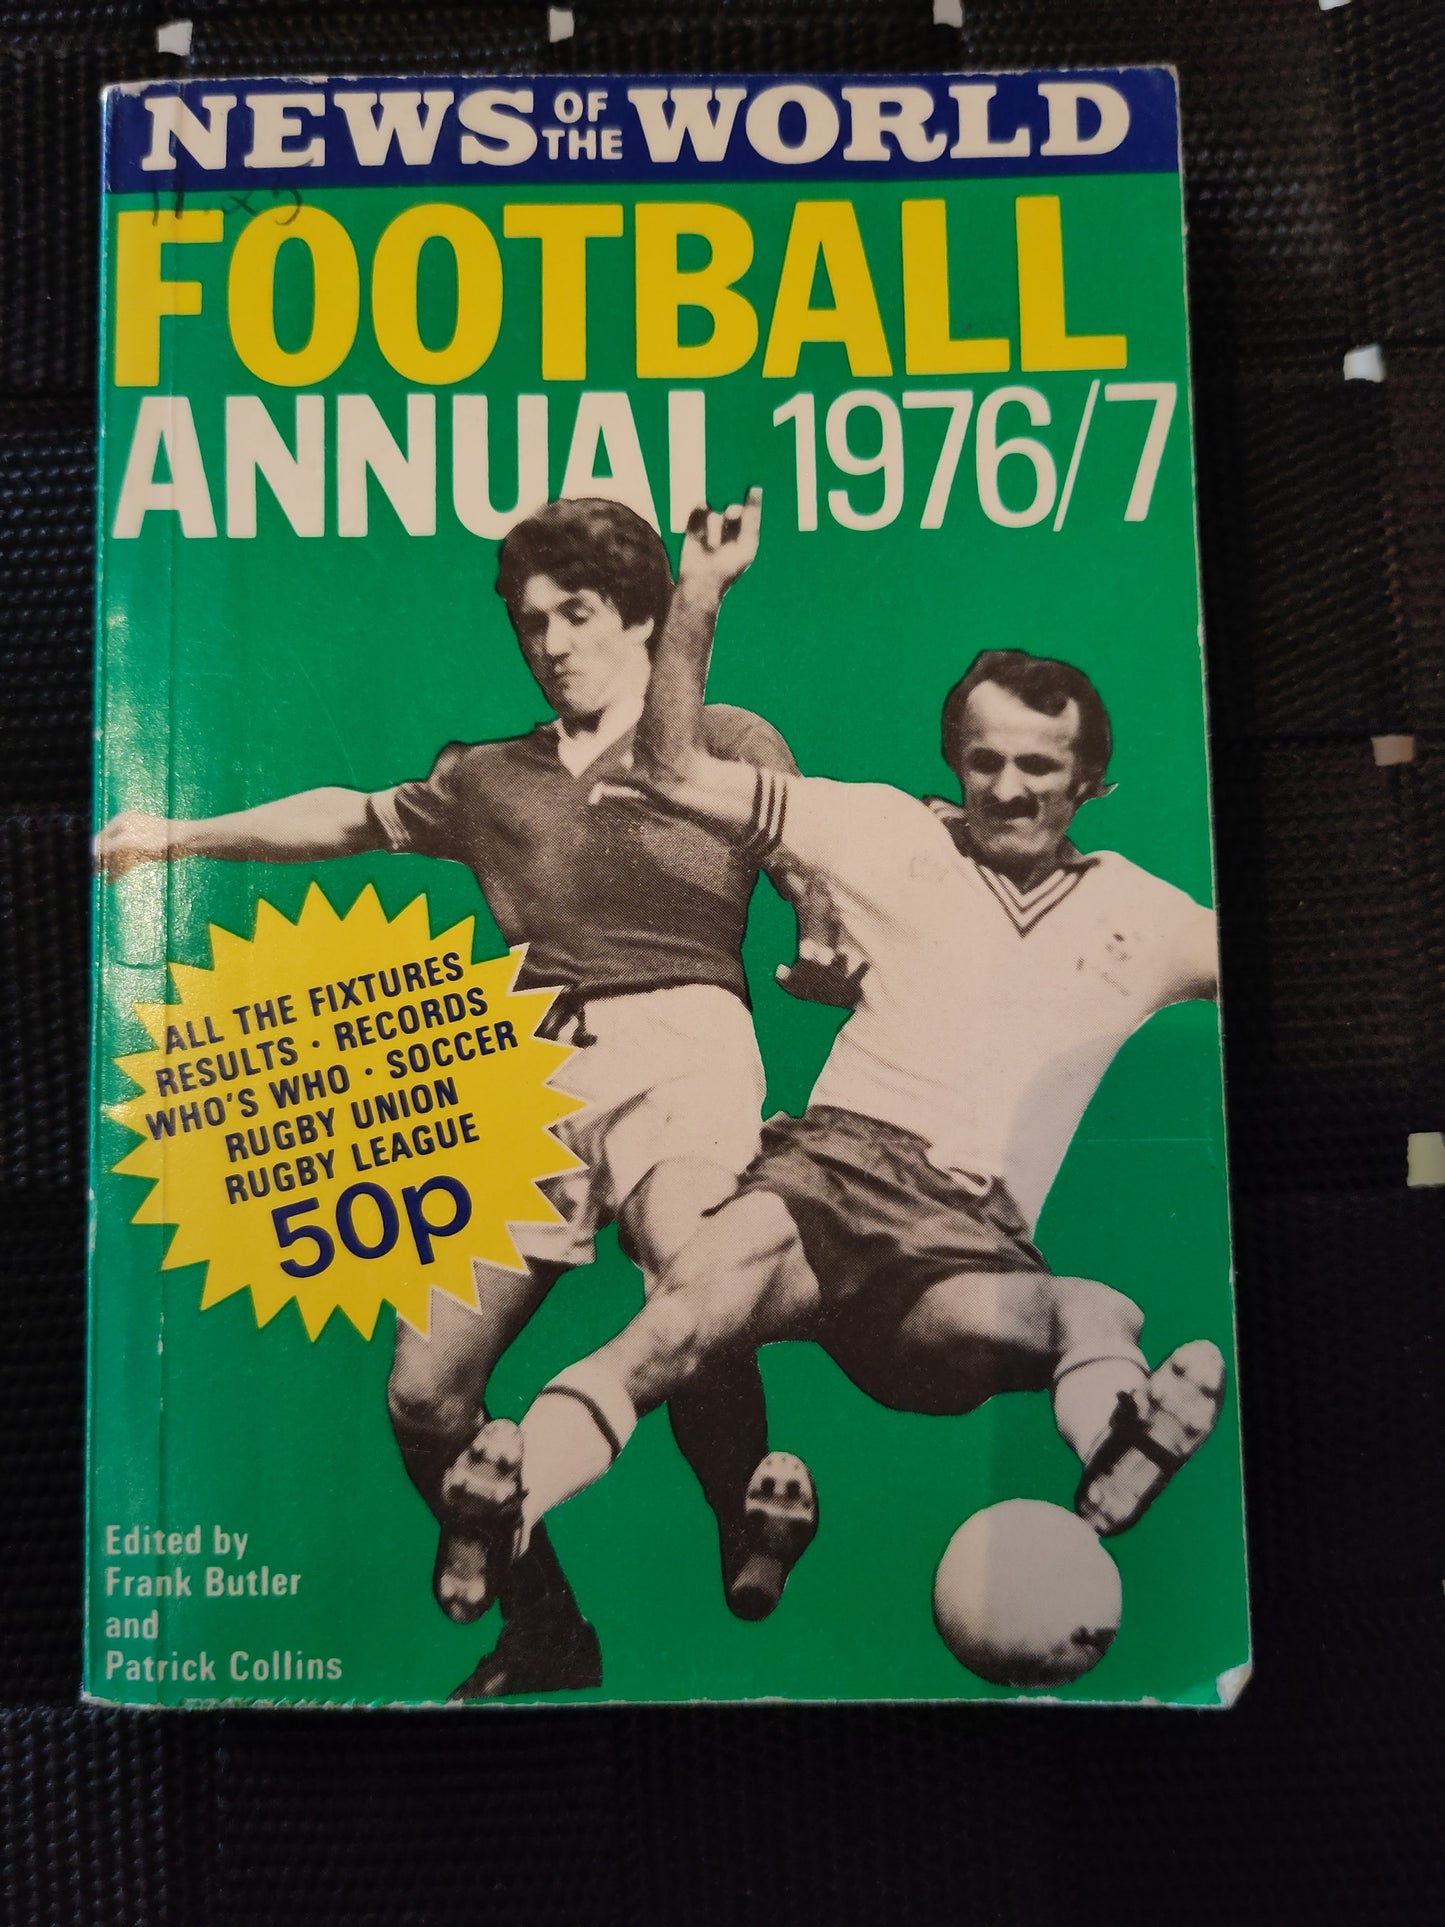 NEWS OF THE WORLD
FOOTBALL
ANNUAL 1976/7
ALL THE FIXTURES
RESULTS · RECORDS
WHO'S WHO · SOCCER
RUGBY UNION
RUGBY LEAGUE
50p
Edited by
Frank Butler
and
Patrick Collins